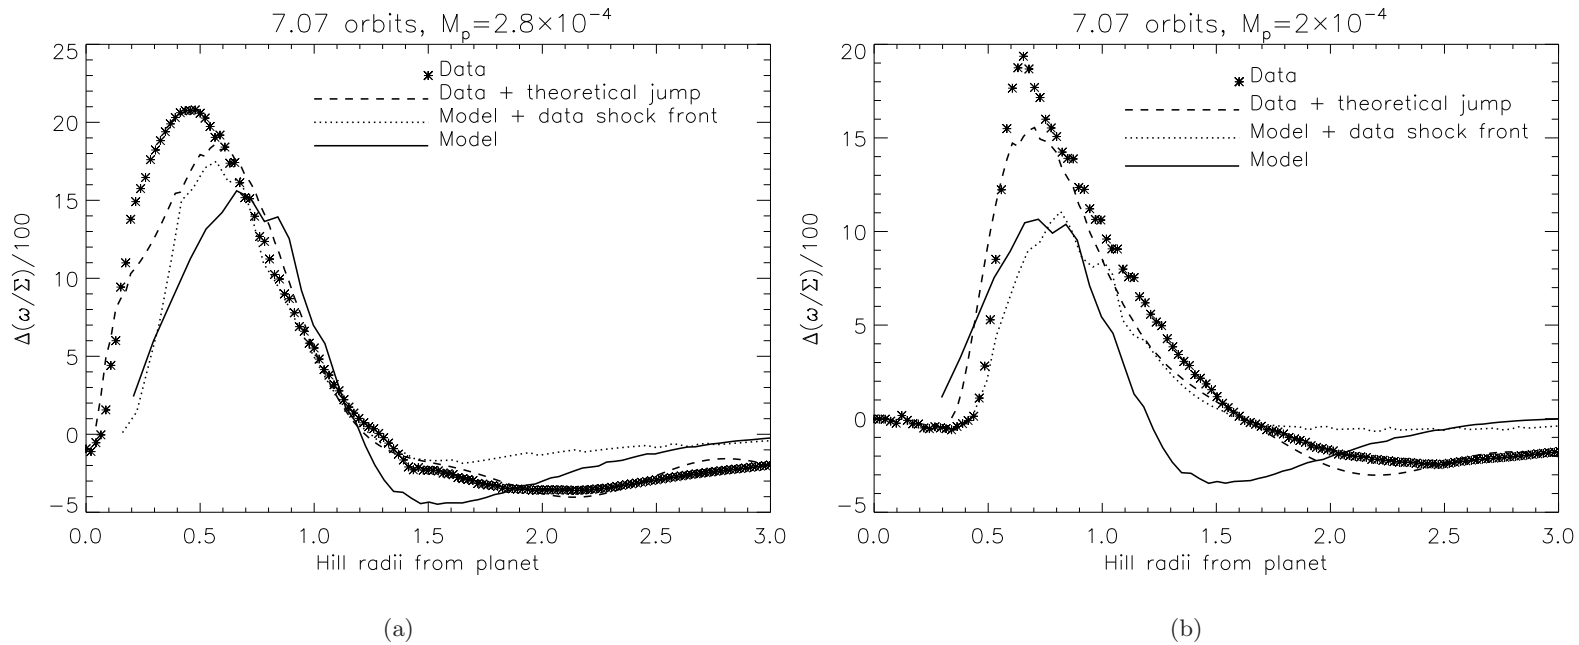 7.07 orbits, Mp=2.8×10⁻⁴
Data
Data + theoretical jump
Model + data shock front
Model
Δ(ω/Σ)/100
25
20
15
10
5
0
−5
0.0 0.5 1.0 1.5 2.0 2.5 3.0
Hill radii from planet
(a)
7.07 orbits, Mp=2×10⁻⁴
Data
Data + theoretical jump
Model + data shock front
Model
Δ(ω/Σ)/100
20
15
10
5
0
−5
0.0 0.5 1.0 1.5 2.0 2.5 3.0
Hill radii from planet
(b)